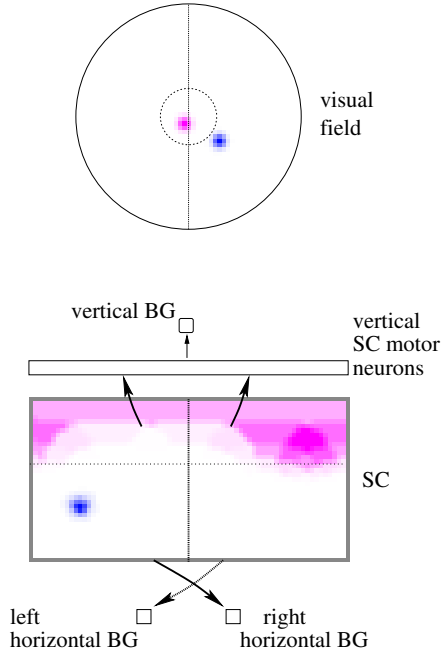 visual
field
vertical BG
vertical
SC motor
neurons
SC
left
horizontal BG
right
horizontal BG